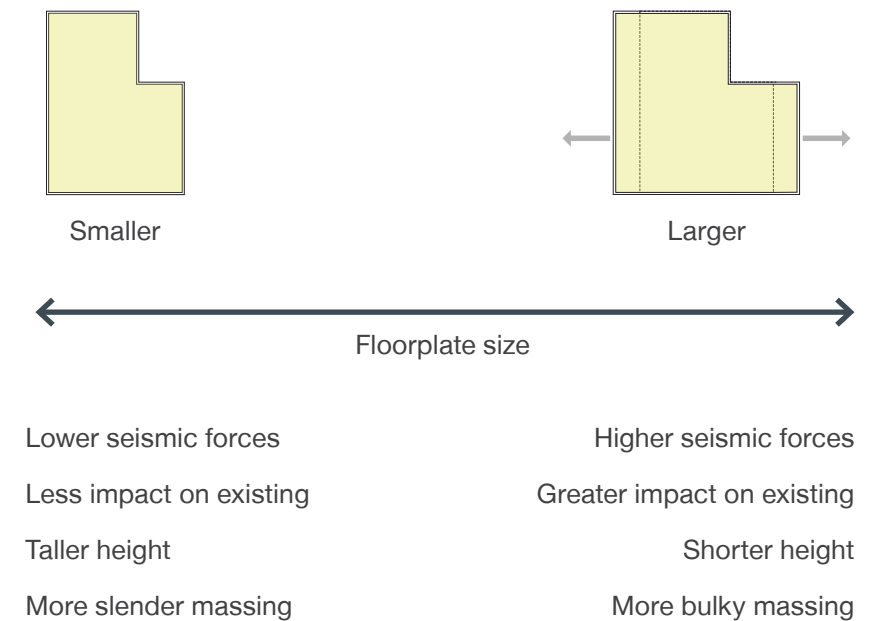 Smaller
Larger
Floorplate size
Lower seismic forces
Higher seismic forces
Less impact on existing
Greater impact on existing
Taller height
Shorter height
More slender massing
More bulky massing